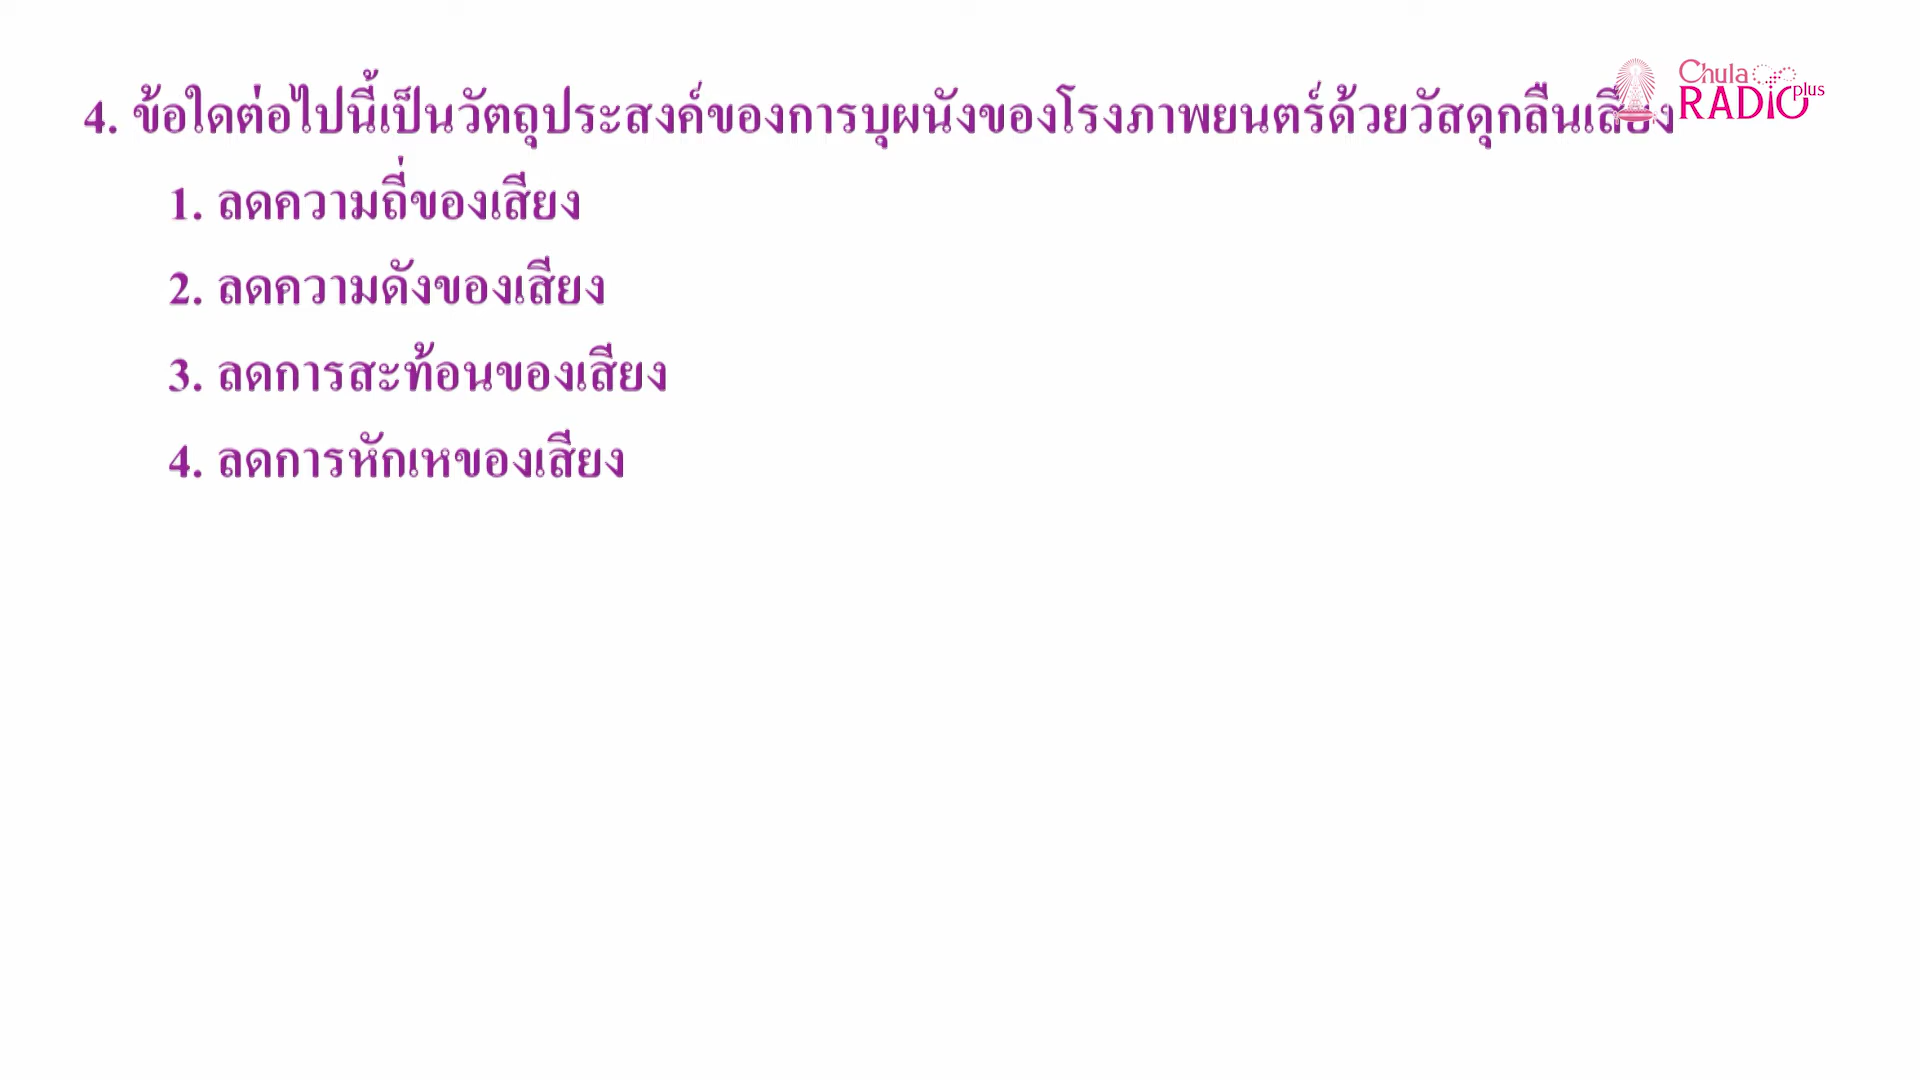 4. ข้อใดต่อไปนี้เป็นวัตถุประสงค์ของการบุผนังของโรงภาพยนตร์ด้วยวัสดุกลืนเสียง
Chula
RADIO plus
1. ลดความถี่ของเสียง
2. ลดความดังของเสียง
3. ลดการสะท้อนของเสียง
4. ลดการหักเหของเสียง